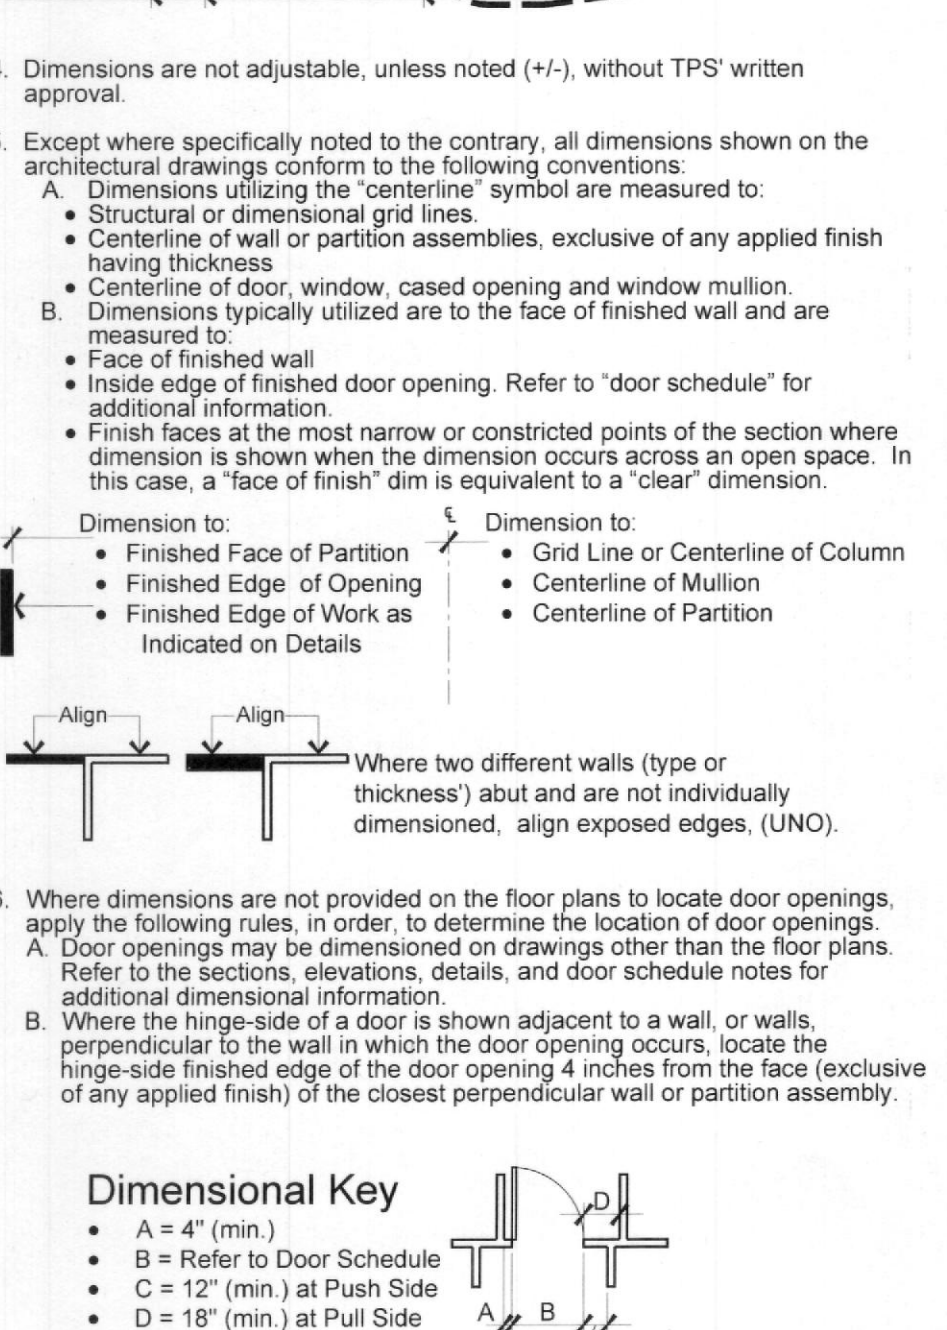 . Dimensions are not adjustable, unless noted (+/-), without TPS' written
approval.
. Except where specifically noted to the contrary, all dimensions shown on the
architectural drawings conform to the following conventions:
A. Dimensions utilizing the “centerline” symbol are measured to:
• Structural or dimensional grid lines.
• Centerline of wall or partition assemblies, exclusive of any applied finish
having thickness
• Centerline of door, window, cased opening and window mullion.
B. Dimensions typically utilized are to the face of finished wall and are
measured to:
• Face of finished wall
• Inside edge of finished door opening. Refer to “door schedule” for
additional information.
• Finish faces at the most narrow or constricted points of the section where
dimension is shown when the dimension occurs across an open space. In
this case, a “face of finish” dim is equivalent to a “clear” dimension.
Dimension to:
• Finished Face of Partition
• Finished Edge of Opening
• Finished Edge of Work as
Indicated on Details
℄ Dimension to:
• Grid Line or Centerline of Column
• Centerline of Mullion
• Centerline of Partition
Align
Align
Where two different walls (type or
thickness') abut and are not individually
dimensioned, align exposed edges, (UNO).
. Where dimensions are not provided on the floor plans to locate door openings,
apply the following rules, in order, to determine the location of door openings.
A. Door openings may be dimensioned on drawings other than the floor plans.
Refer to the sections, elevations, details, and door schedule notes for
additional dimensional information.
B. Where the hinge-side of a door is shown adjacent to a wall, or walls,
perpendicular to the wall in which the door opening occurs, locate the
hinge-side finished edge of the door opening 4 inches from the face (exclusive
of any applied finish) of the closest perpendicular wall or partition assembly.
Dimensional Key
• A = 4" (min.)
• B = Refer to Door Schedule
• C = 12" (min.) at Push Side
• D = 18" (min.) at Pull Side
D
A B